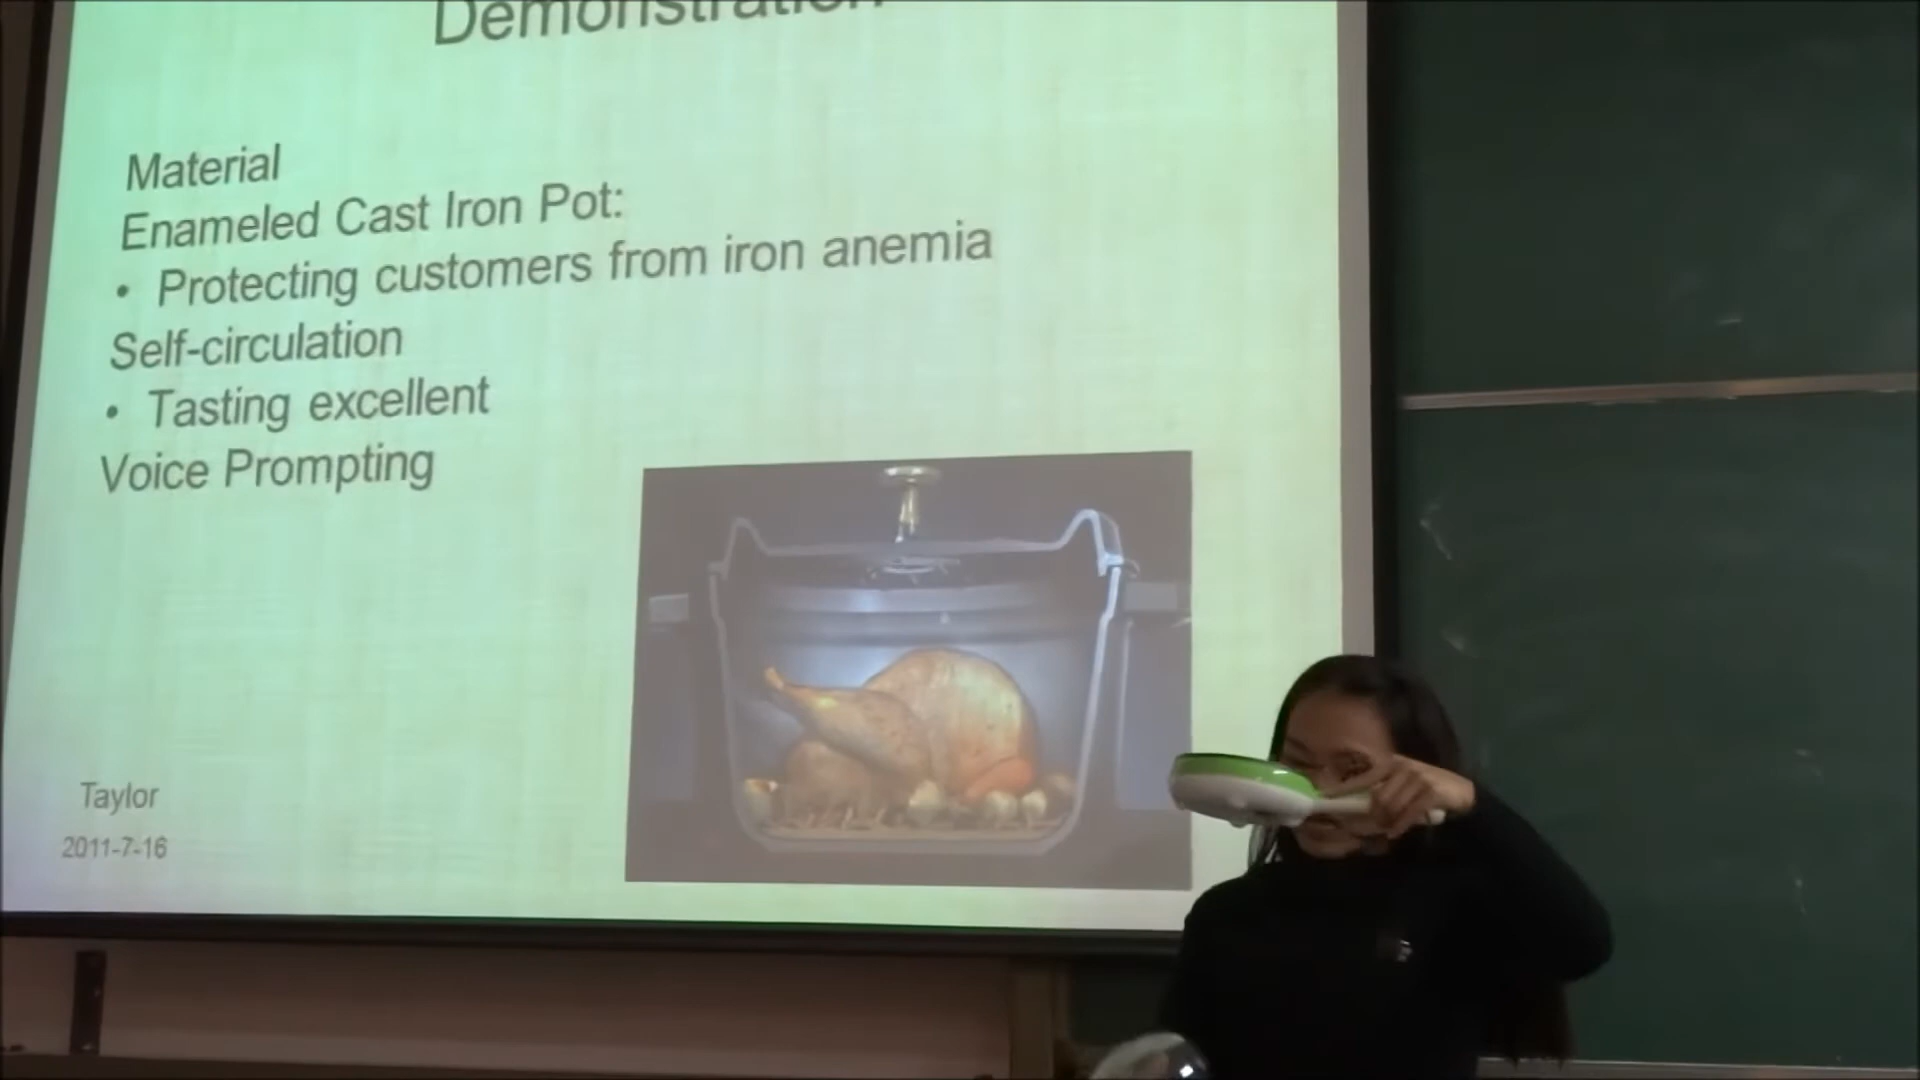 Demonstration
Material
Enameled Cast Iron Pot:
• Protecting customers from iron anemia
Self-circulation
• Tasting excellent
Voice Prompting
Taylor
2011-7-16